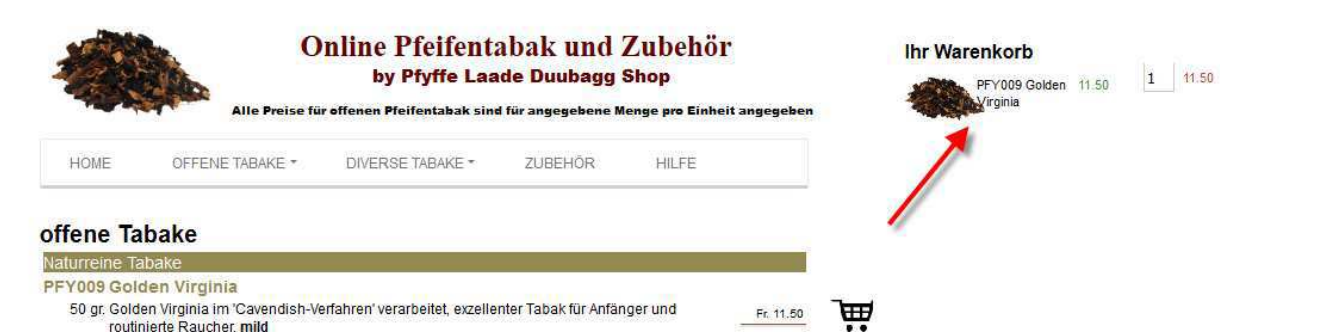 Online Pfeifentabak und Zubehör
by Pfyffe Laade Duubagg Shop
Alle Preise für offenen Pfeifentabak sind für angegebene Menge pro Einheit angegeben
Ihr Warenkorb
PFY009 Golden 11.50 1 11.50
Virginia
HOME OFFENE TABAKE DIVERSE TABAKE ZUBEHÖR HILFE
offene Tabake
Naturreine Tabake
PFY009 Golden Virginia
50 gr. Golden Virginia im 'Cavendish-Verfahren' verarbeitet, exzellenter Tabak für Anfänger und
routinierte Raucher, mild
Fr. 11.50